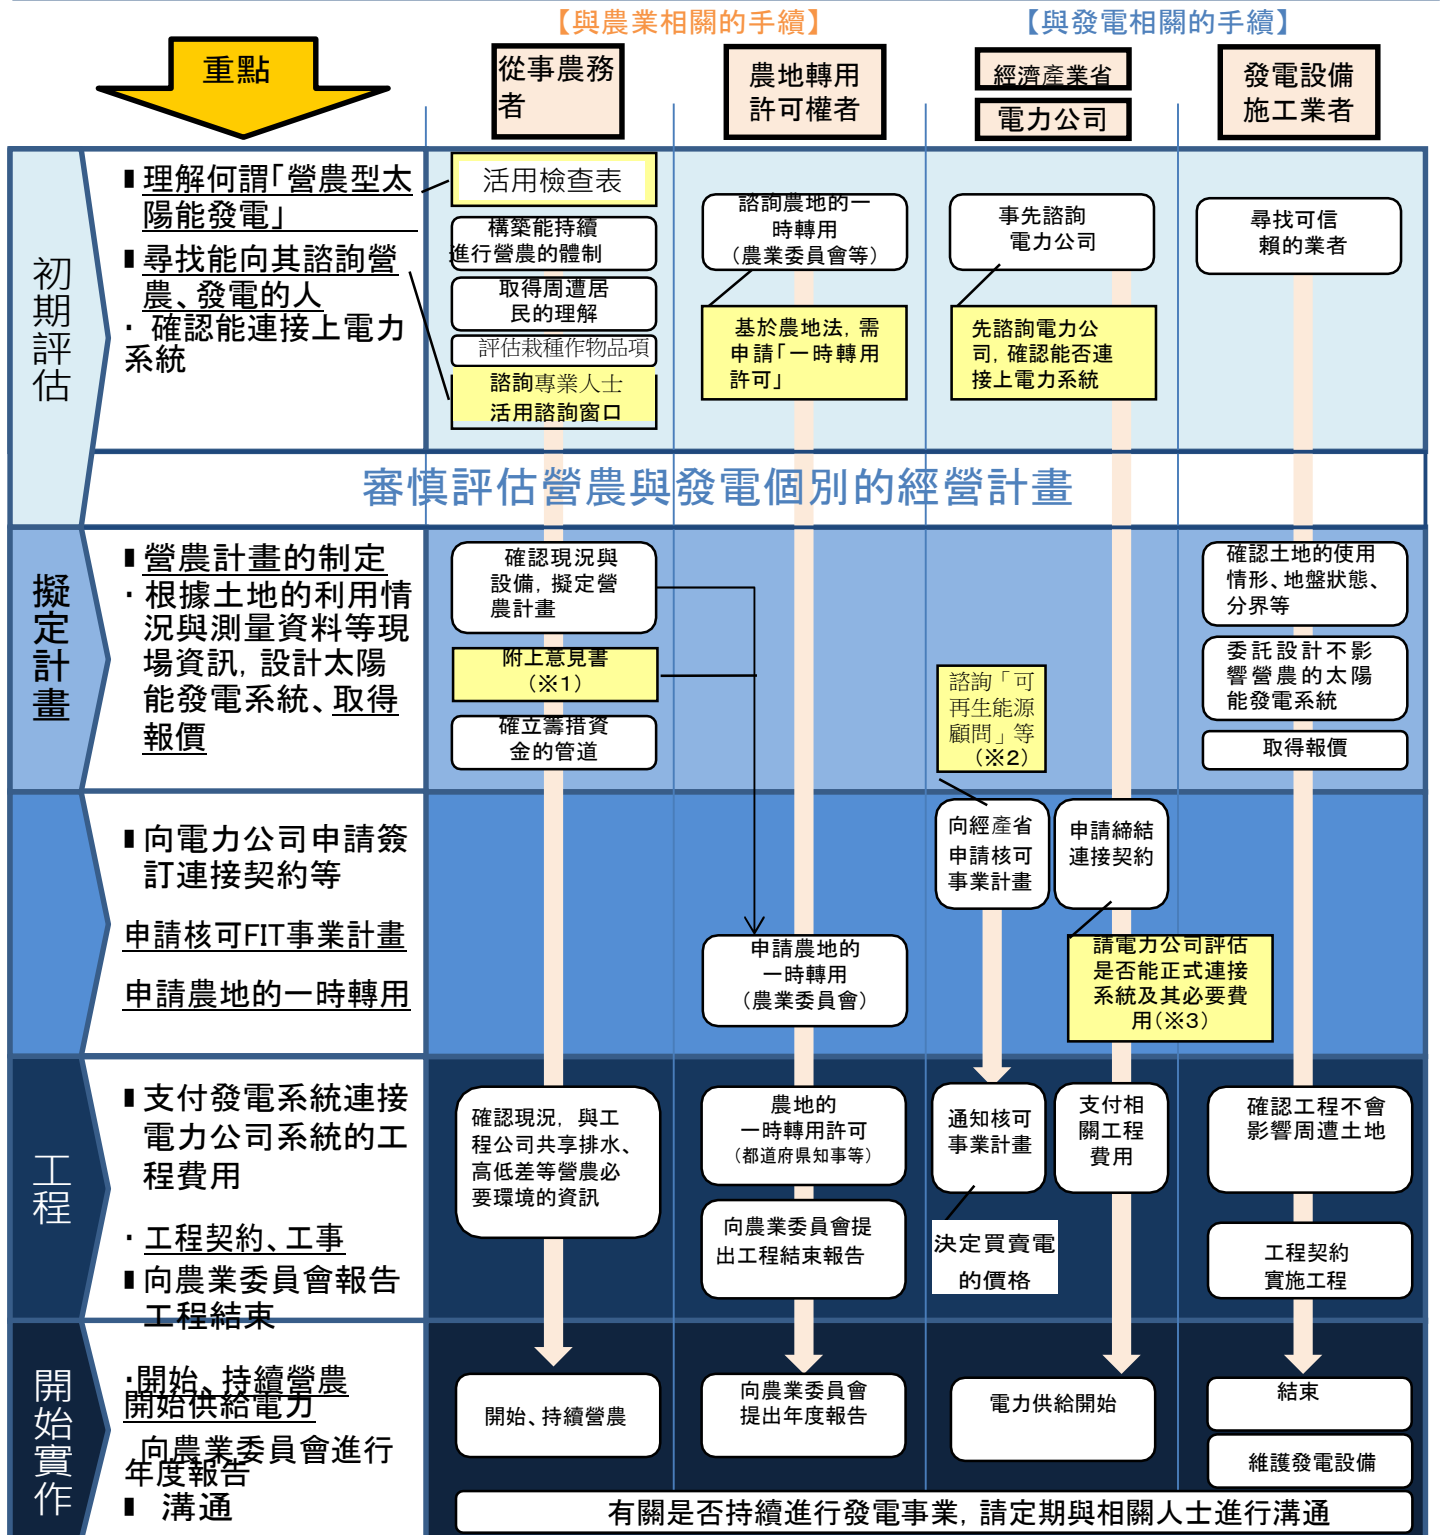 【與農業相關的手續】
【與發電相關的手續】
重點
從事農務
者
農地轉用
許可權者
經濟產業省
電力公司
發電設備
施工業者
初期評估
▪理解何謂「營農型太
陽能發電」
▪尋找能向其諮詢營
農、發電的人
・確認能連接上電力
系統
活用檢查表
構築能持續
進行營農的體制
取得周遭居
民的理解
評估栽種作物品項
諮詢專業人士
活用諮詢窗口
諮詢農地的一
時轉用
（農業委員會等）
基於農地法，需
申請「一時轉用
許可」
事先諮詢
電力公司
先諮詢電力公
司，確認能否連
接上電力系統
尋找可信
賴的業者
審慎評估營農與發電個別的經營計畫
擬定計畫
▪營農計畫的制定
・根據土地的利用情
況與測量資料等現
場資訊，設計太陽
能發電系統、取得
報價
確認現況與
設備，擬定營
農計畫
附上意見書
（※1）
確立籌措資
金的管道
諮詢「可
再生能源
顧問」等
（※2）
確認土地的使用
情形、地盤狀態、
分界等
委託設計不影
響營農的太陽
能發電系統
取得報價
▪向電力公司申請簽
訂連接契約等
申請核可FIT事業計畫
申請農地的一時轉用
申請農地的
一時轉用
（農業委員會）
向經產省
申請核可
事業計畫
申請締結
連接契約
請電力公司評估
是否能正式連接
系統及其必要費
用（※3）
工程
▪支付發電系統連接
電力公司系統的工
程費用
・工程契約、工事
▪向農業委員會報告
工程結束
確認現況，與工
程公司共享排水、
高低差等營農必
要環境的資訊
農地的
一時轉用許可
（都道府県知事等）
向農業委員會提
出工程結束報告
通知核可
事業計畫
決定買賣電
的價格
支付相
關工程
費用
確認工程不會
影響周遭土地
工程契約
實施工程
開始實作
・開始、持續營農
開始供給電力
向農業委員會進行
年度報告
▪溝通
開始、持續營農
向農業委員會
提出年度報告
電力供給開始
結束
維護發電設備
有關是否持續進行發電事業，請定期與相關人士進行溝通